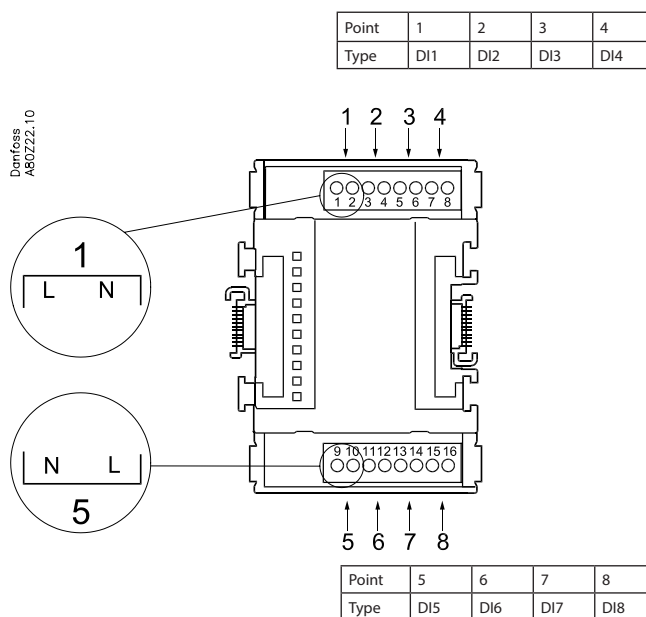 Point 1 2 3 4
Type DI1 DI2 DI3 DI4
Danfoss
A80Z22.10
1 2 3 4
1 2 3 4 5 6 7 8
1
L N
9 10 11 12 13 14 15 16
N L
5
5 6 7 8
Point 5 6 7 8
Type DI5 DI6 DI7 DI8